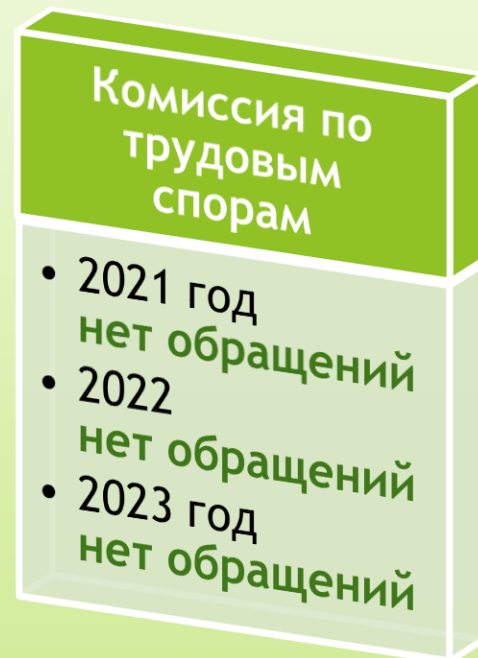 Комиссия по
трудовым
спорам
• 2021 год
нет обращений
• 2022
нет обращений
• 2023 год
нет обращений